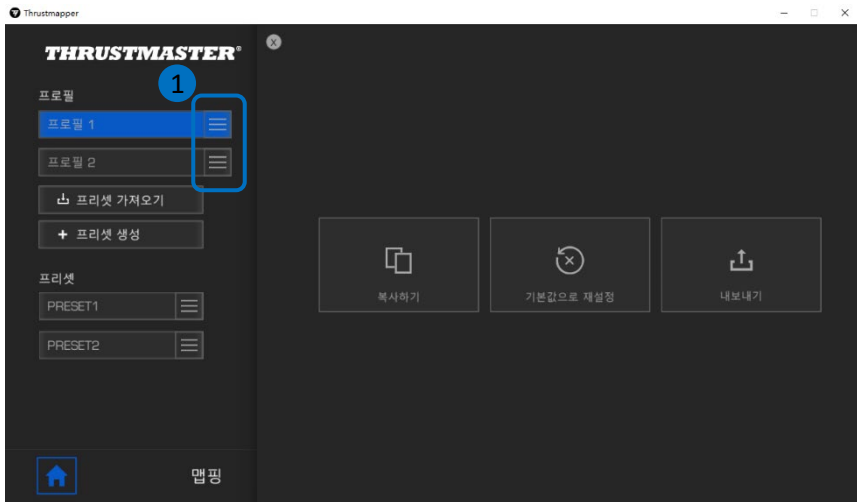 Thrustmapper
THRUSTMASTER®
1
프로필
프로필 1
프로필 2
프리셋 가져오기
+ 프리셋 생성
프리셋
PRESET1
PRESET2
맵핑
X
복사하기
기본값으로 재설정
내보내기